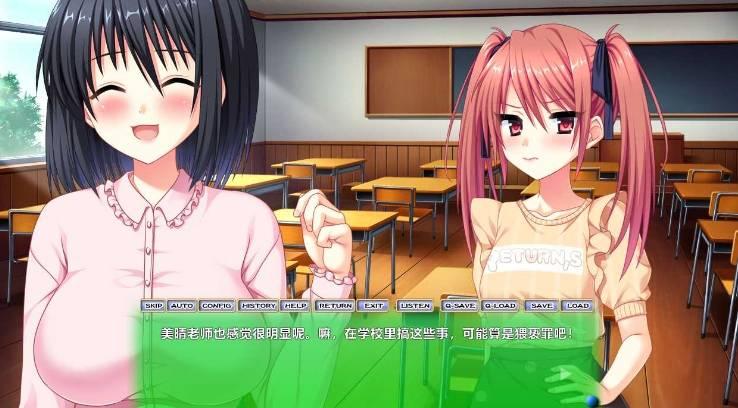 RETURN,S
SKIP AUTO CONFIG HISTORY HELP RETURN EXIT LISTEN Q-SAVE Q-LOAD SAVE LOAD
美晴老师也感觉很明显呢。嘛，在学校里搞这些事，可能算是猥亵罪吧！